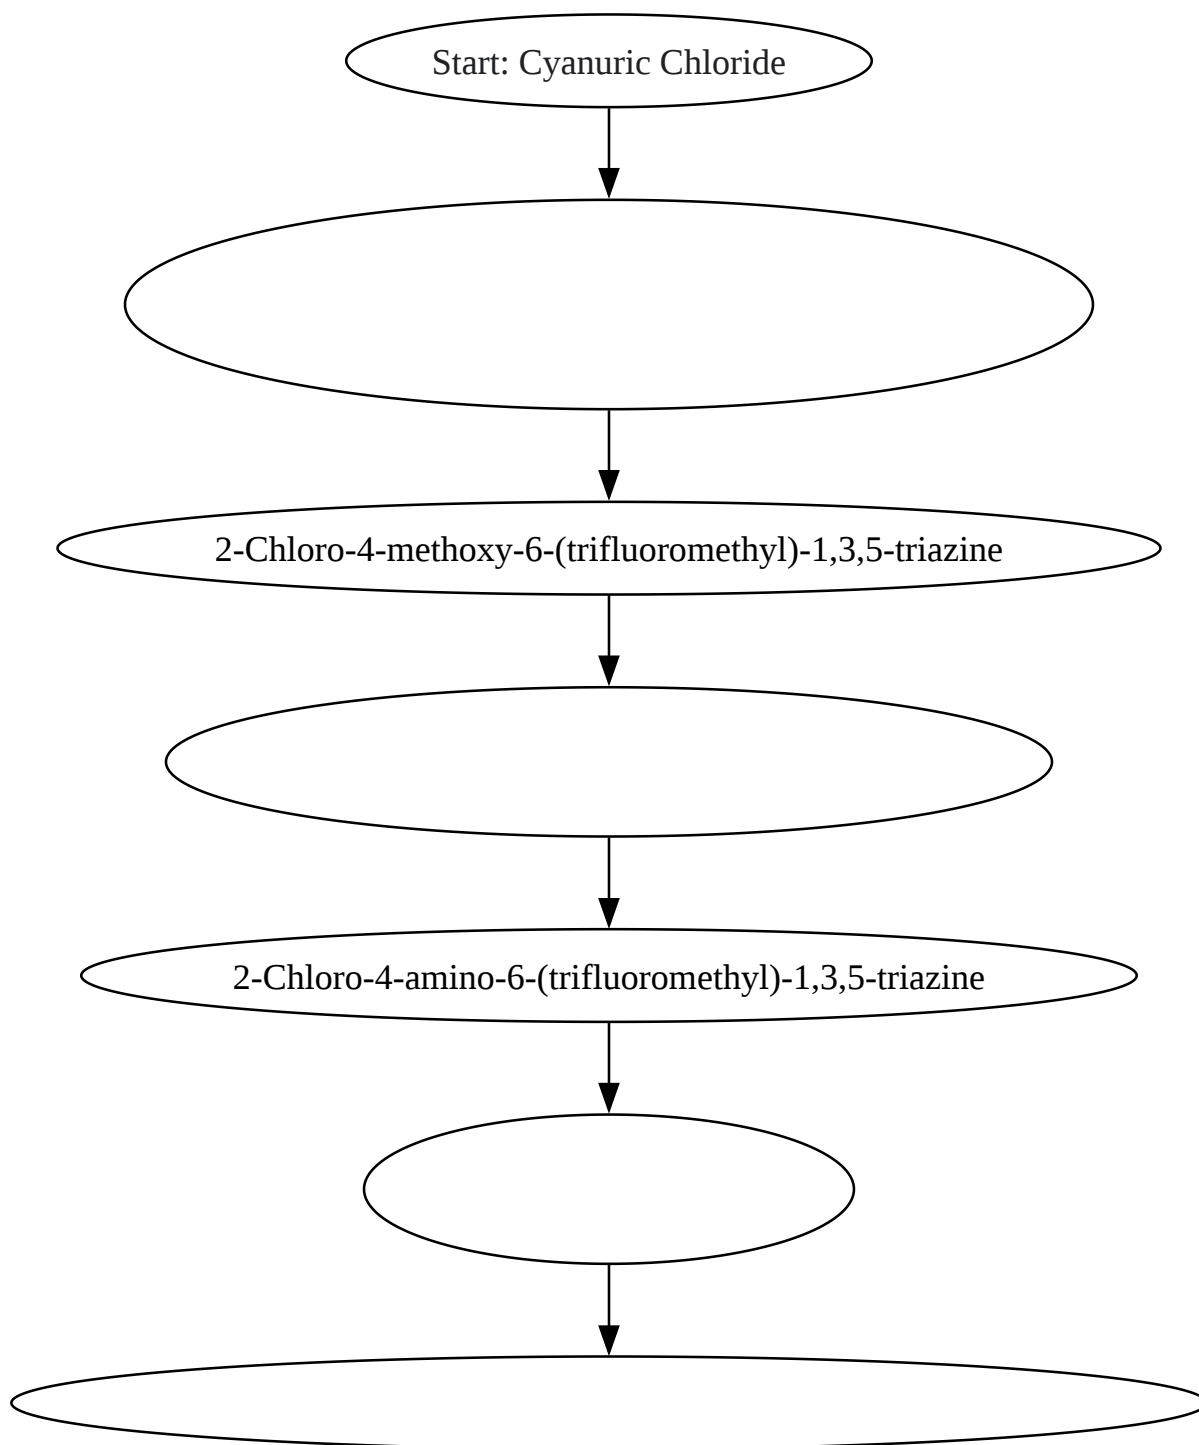 Start: Cyanuric Chloride
2-Chloro-4-methoxy-6-(trifluoromethyl)-1,3,5-triazine
2-Chloro-4-amino-6-(trifluoromethyl)-1,3,5-triazine